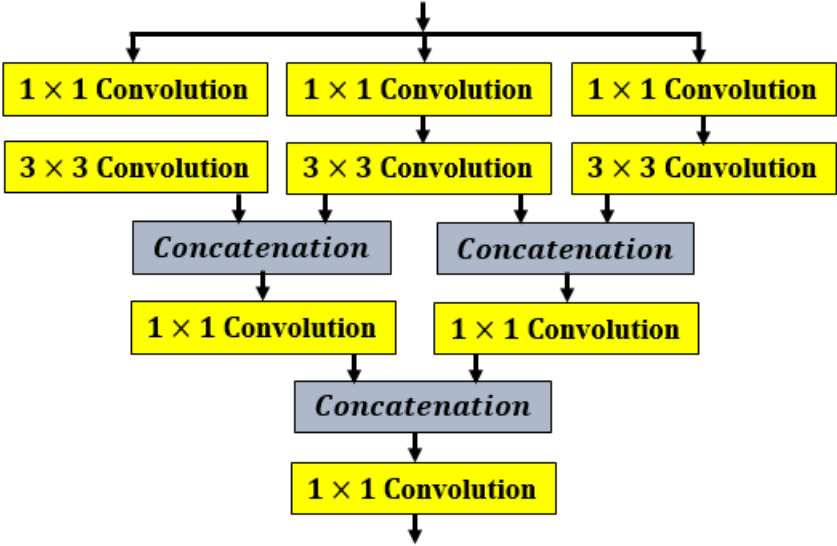 1 × 1 Convolution
1 × 1 Convolution
1 × 1 Convolution
3 × 3 Convolution
3 × 3 Convolution
3 × 3 Convolution
Concatenation
Concatenation
1 × 1 Convolution
1 × 1 Convolution
Concatenation
1 × 1 Convolution